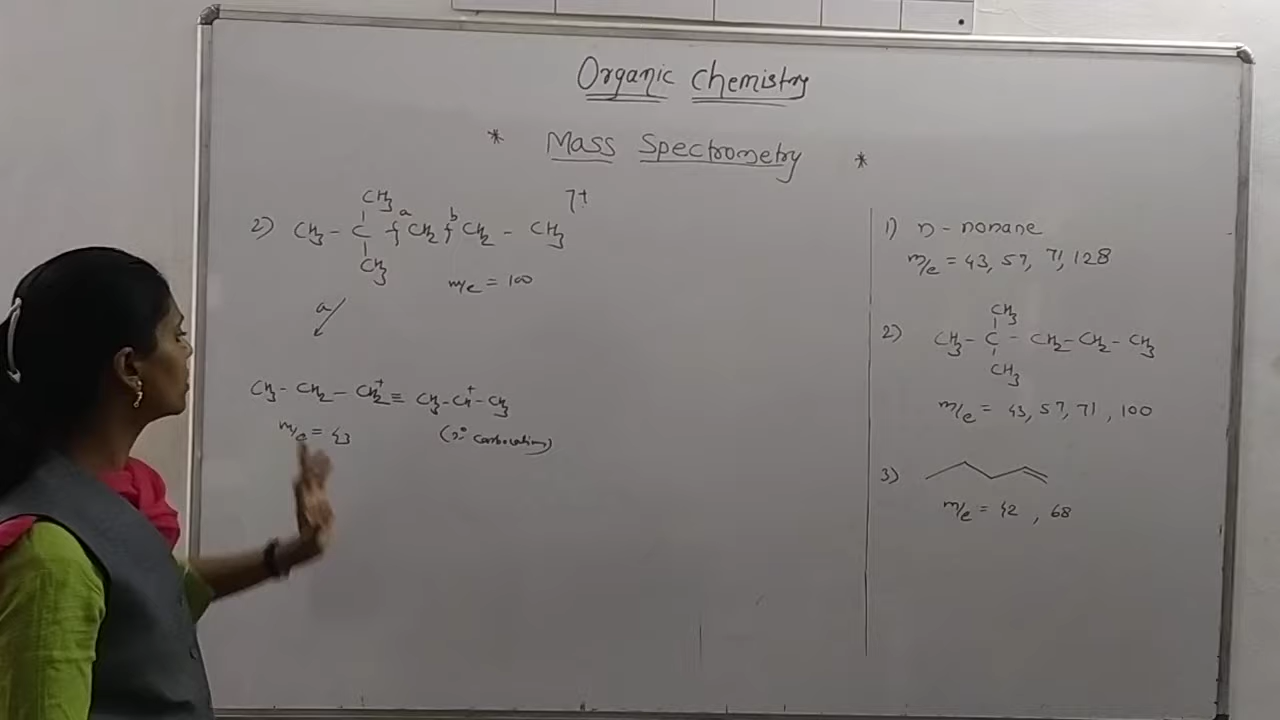 Organic Chemistry
* Mass Spectrometry *
CH3
a b ┐+
2) CH3 - C ⌇ CH2 ⌇ CH2 - CH3
CH3
m/e = 100
a
CH3 - CH2 - CH2+ ≡ CH3 - CH+ - CH3
m/e = 43 (2° carbocation)
1) n - nonane
m/e = 43, 57, 71, 128
CH3
2) CH3 - C - CH2 - CH2 - CH3
CH3
m/e = 43, 57, 71, 100
3)
m/e = 42, 68